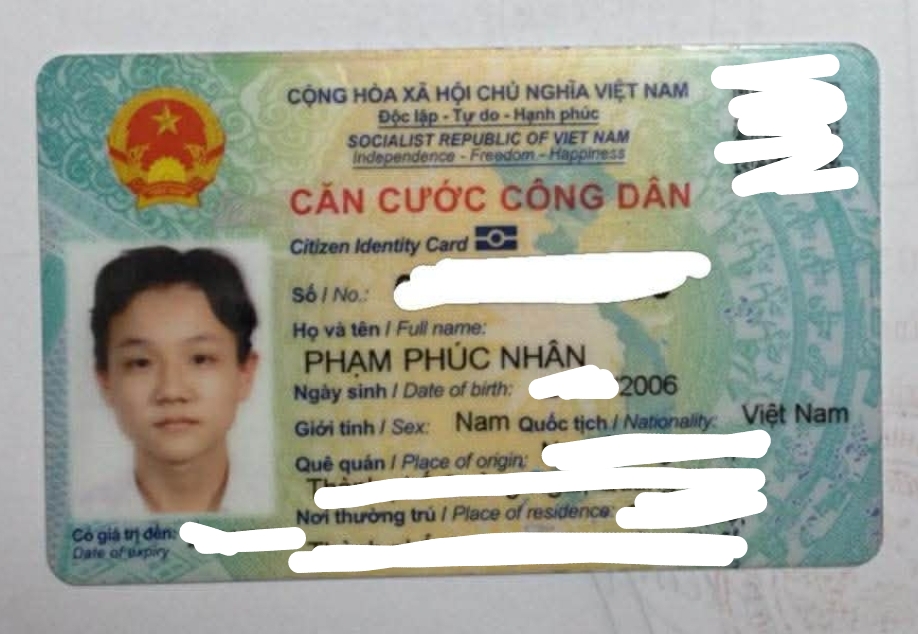 CỘNG HÒA XÃ HỘI CHỦ NGHĨA VIỆT NAM
Độc lập - Tự do - Hạnh phúc
SOCIALIST REPUBLIC OF VIET NAM
Independence - Freedom - Happiness
CĂN CƯỚC CÔNG DÂN
Citizen Identity Card
Số / No.:
Họ và tên / Full name:
PHẠM PHÚC NHÂN
Ngày sinh / Date of birth: 2006
Giới tính / Sex: Nam Quốc tịch / Nationality: Việt Nam
Quê quán / Place of origin:
Nơi thường trú / Place of residence:
Có giá trị đến:
Date of expiry